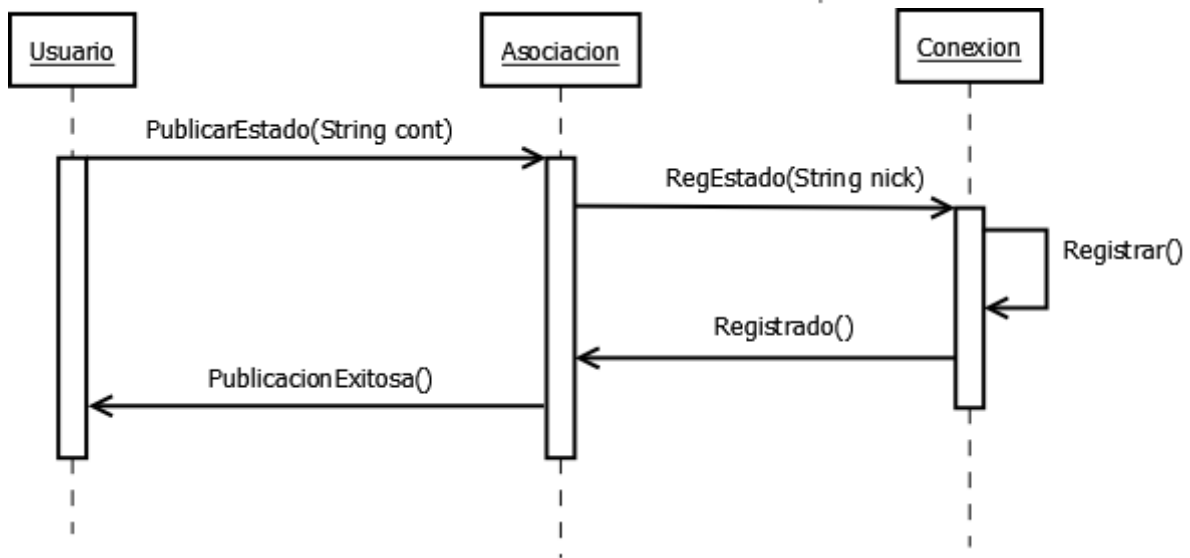 Usuario
Asociacion
Conexion
PublicarEstado(String cont)
RegEstado(String nick)
Registrar()
Registrado()
PublicacionExitosa()